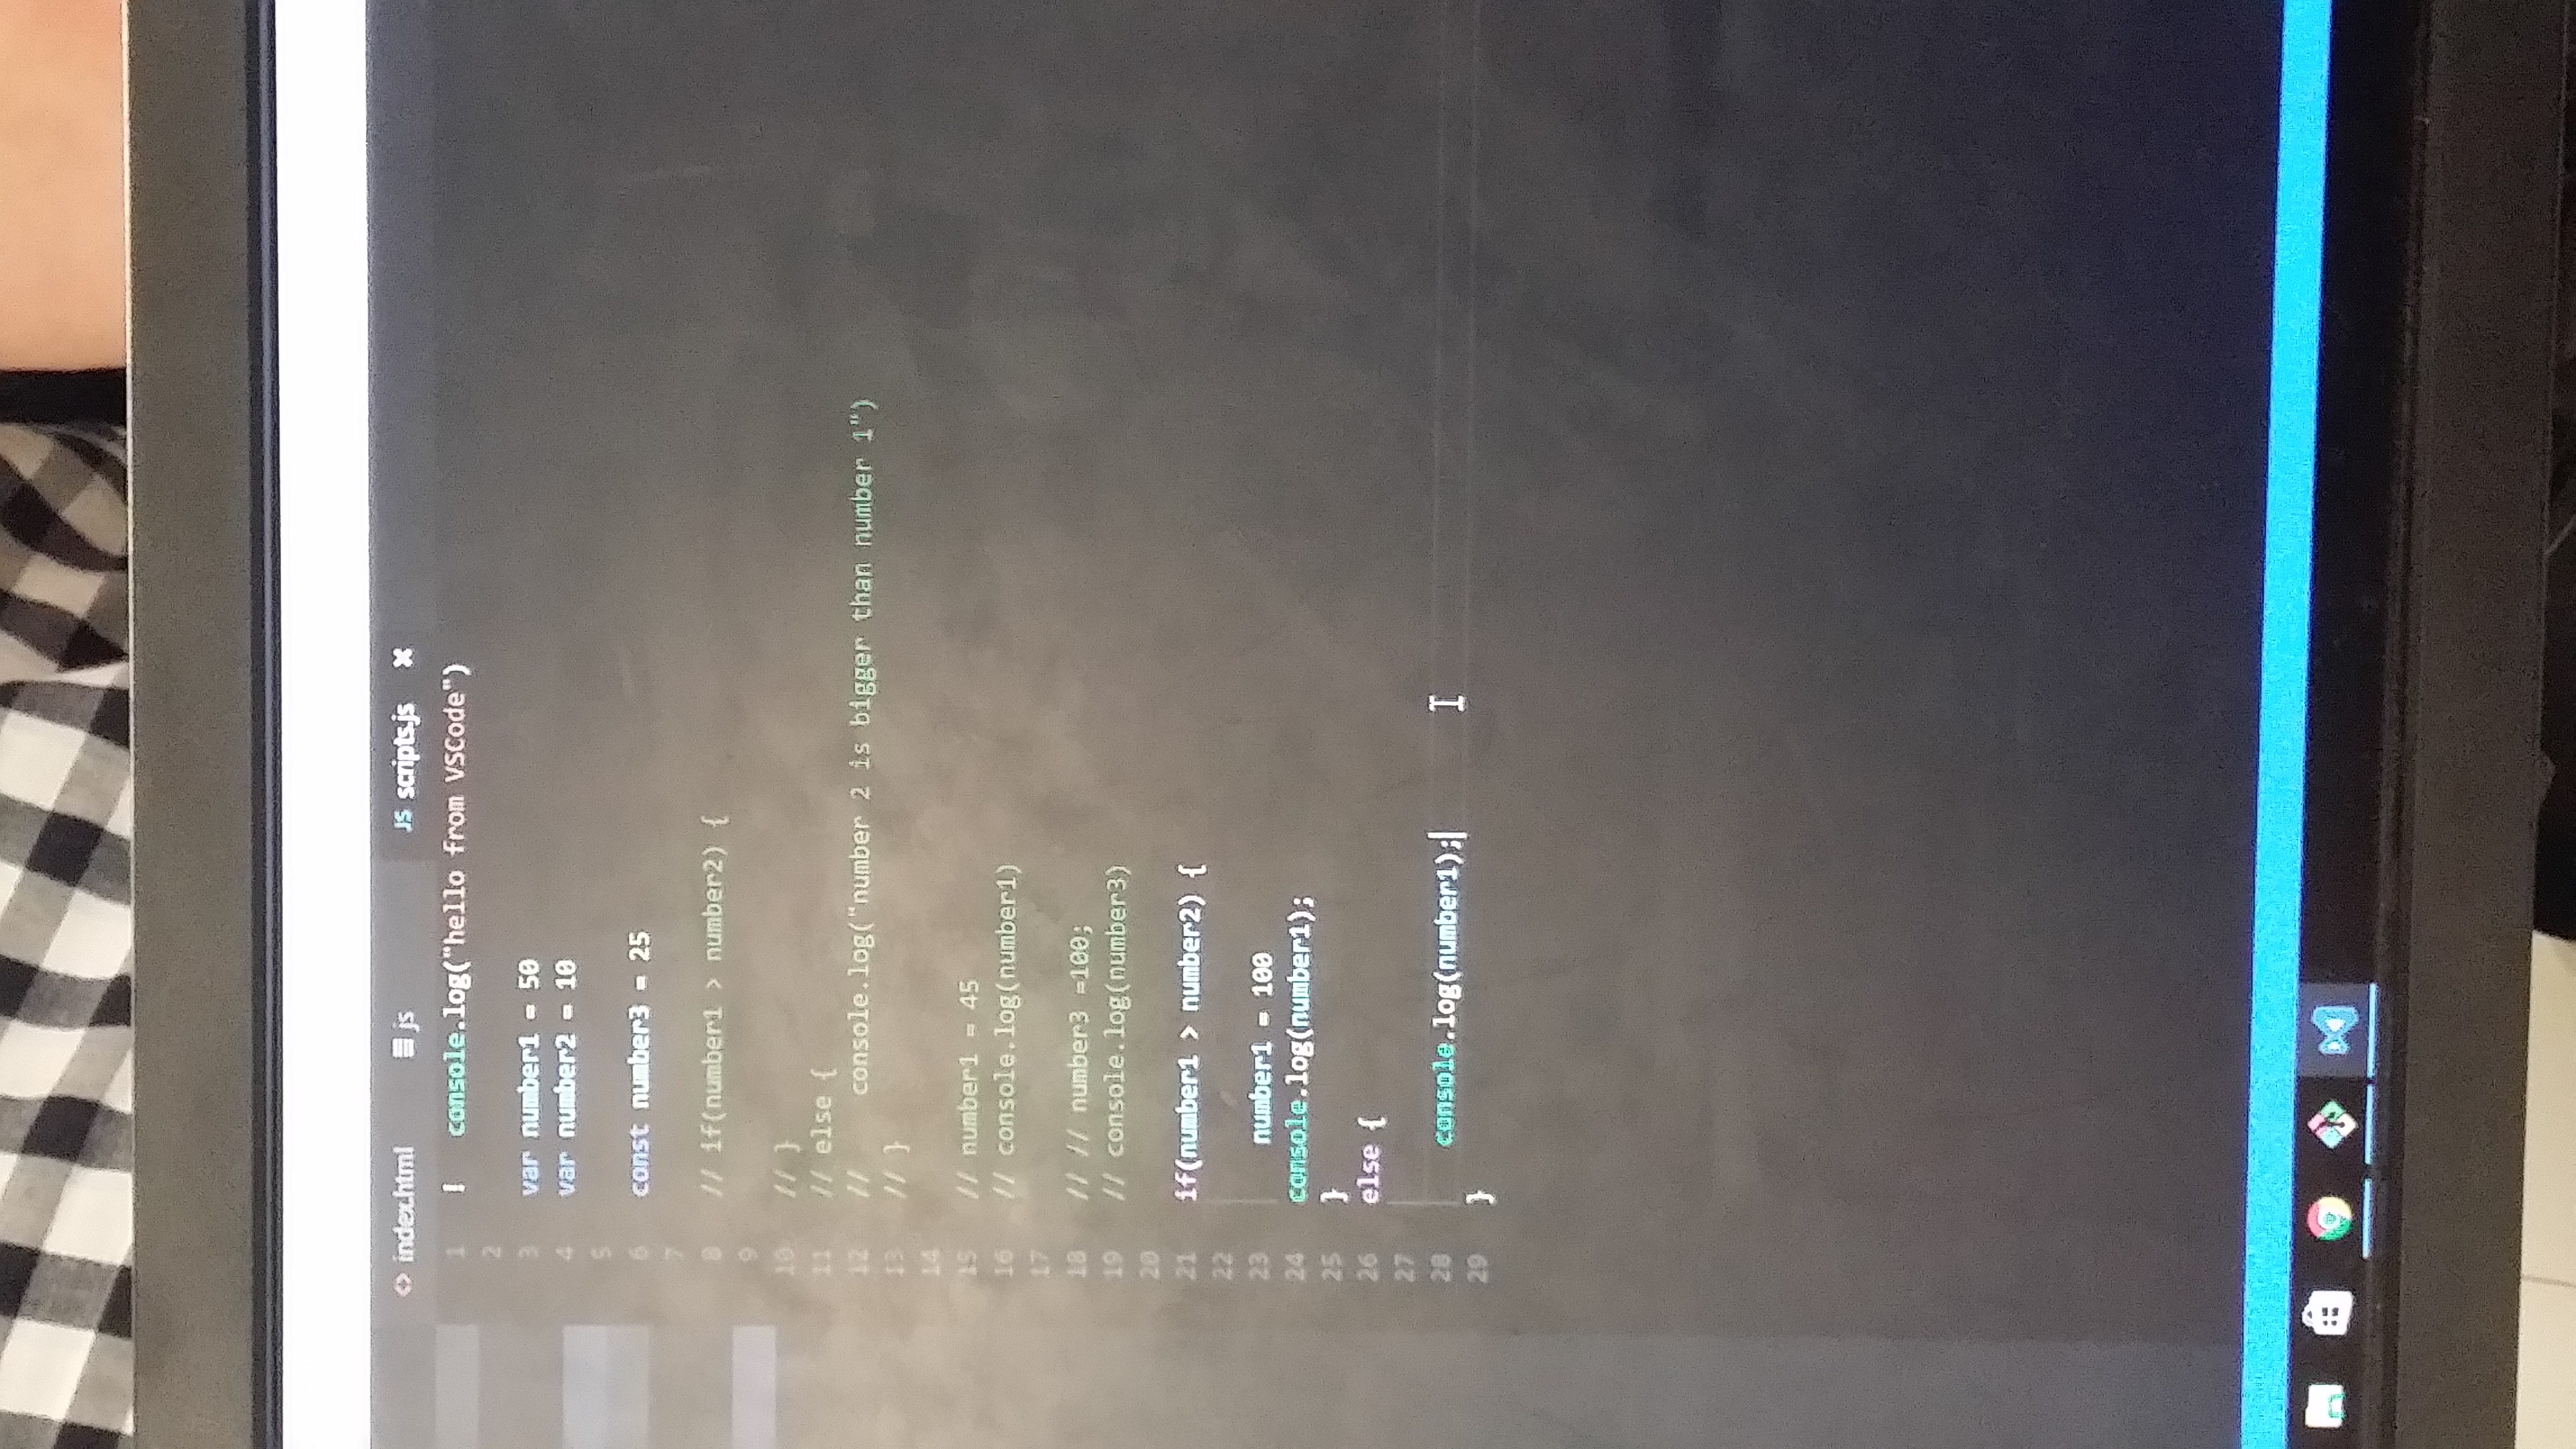 index.html js JS scripts.js
1 ! console.log("hello from VSCode")
2
3 var number1 = 50
4 var number2 = 10
5
6 const number3 = 25
7
8 // if(number1 > number2) {
9
10 // }
11 // else {
12 //     console.log("number 2 is bigger than number 1")
13 // }
14
15 // number1 = 45
16 // console.log(number1)
17
18 // // number3 =100;
19 // console.log(number3)
20
21 if(number1 > number2) {
22
23     number1 = 100
24 console.log(number1);
25 }
26 else {
27
28     console.log(number1);
29 }